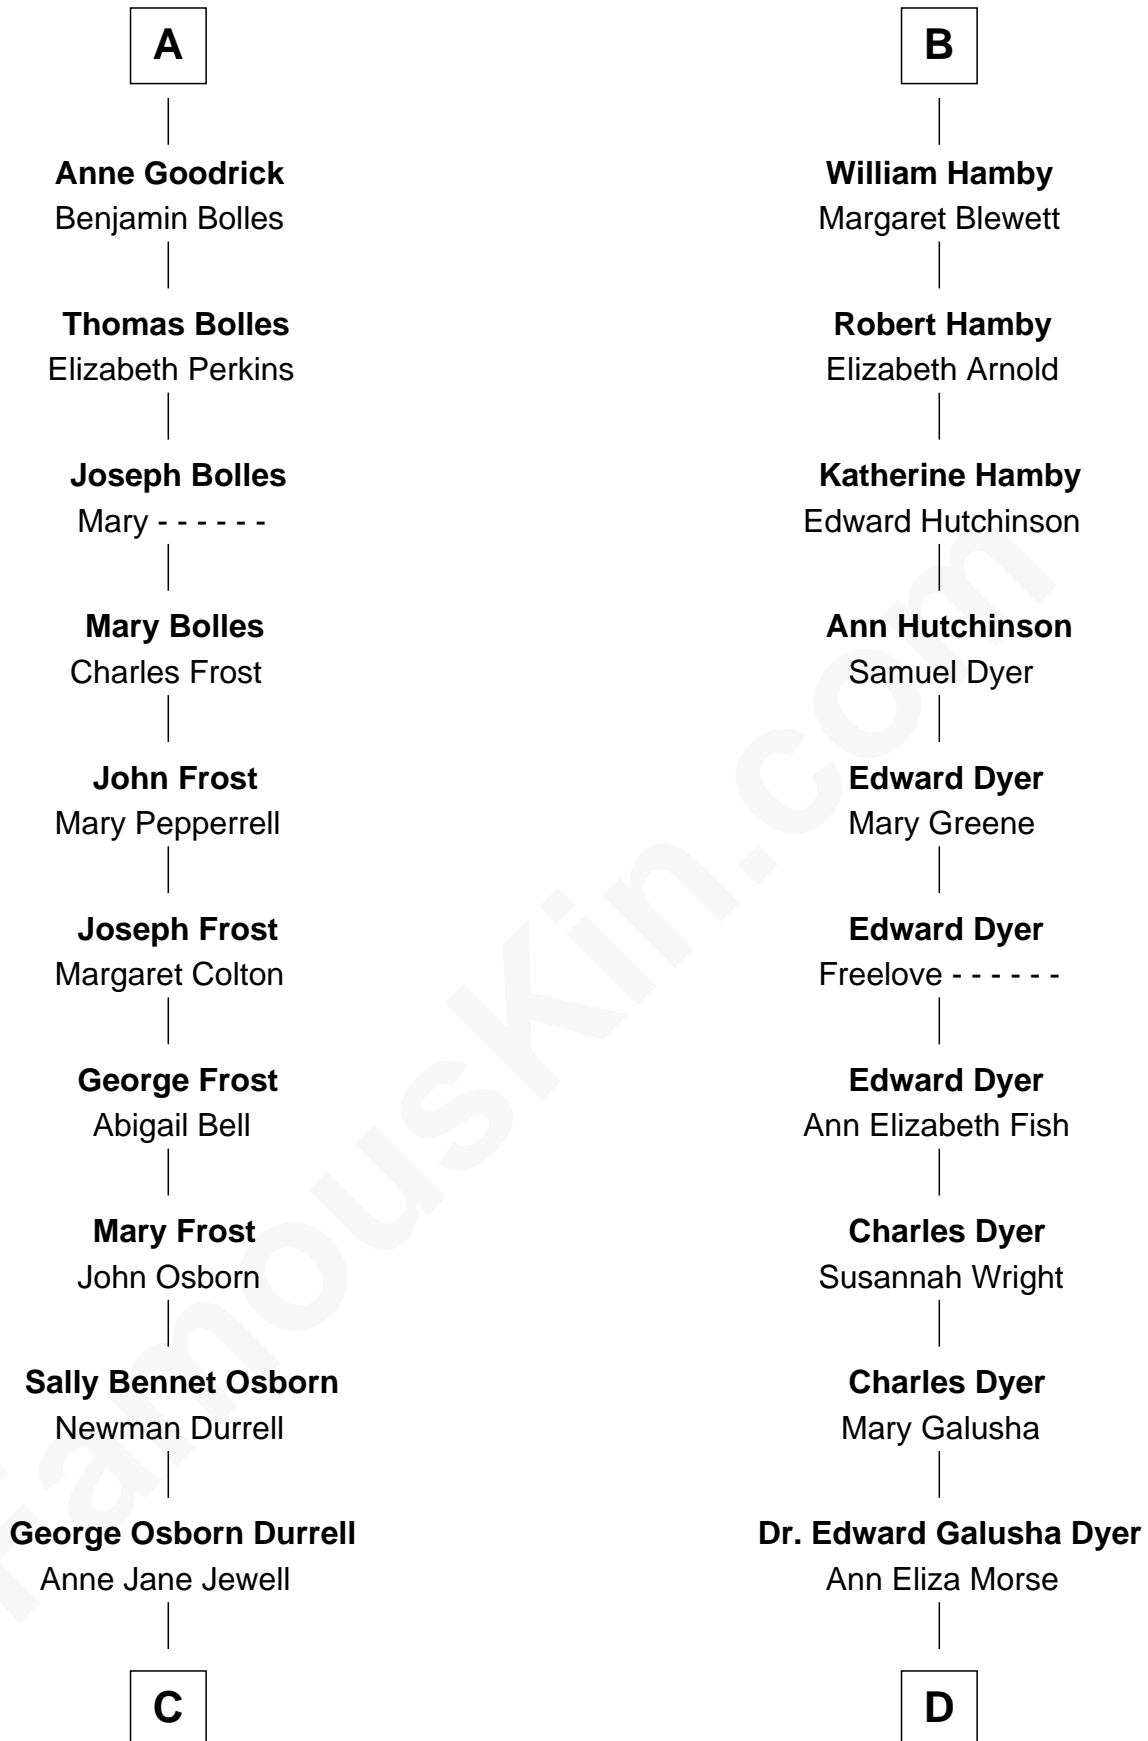 A
Anne Goodrick
Benjamin Bolles
Thomas Bolles
Elizabeth Perkins
Joseph Bolles
Mary - - - - - -
Mary Bolles
Charles Frost
John Frost
Mary Pepperrell
Joseph Frost
Margaret Colton
George Frost
Abigail Bell
Mary Frost
John Osborn
Sally Bennet Osborn
Newman Durrell
George Osborn Durrell
Anne Jane Jewell
C
B
William Hamby
Margaret Blewett
Robert Hamby
Elizabeth Arnold
Katherine Hamby
Edward Hutchinson
Ann Hutchinson
Samuel Dyer
Edward Dyer
Mary Greene
Edward Dyer
Freelove - - - - - -
Edward Dyer
Ann Elizabeth Fish
Charles Dyer
Susannah Wright
Charles Dyer
Mary Galusha
Dr. Edward Galusha Dyer
Ann Eliza Morse
D
FamousKin.com